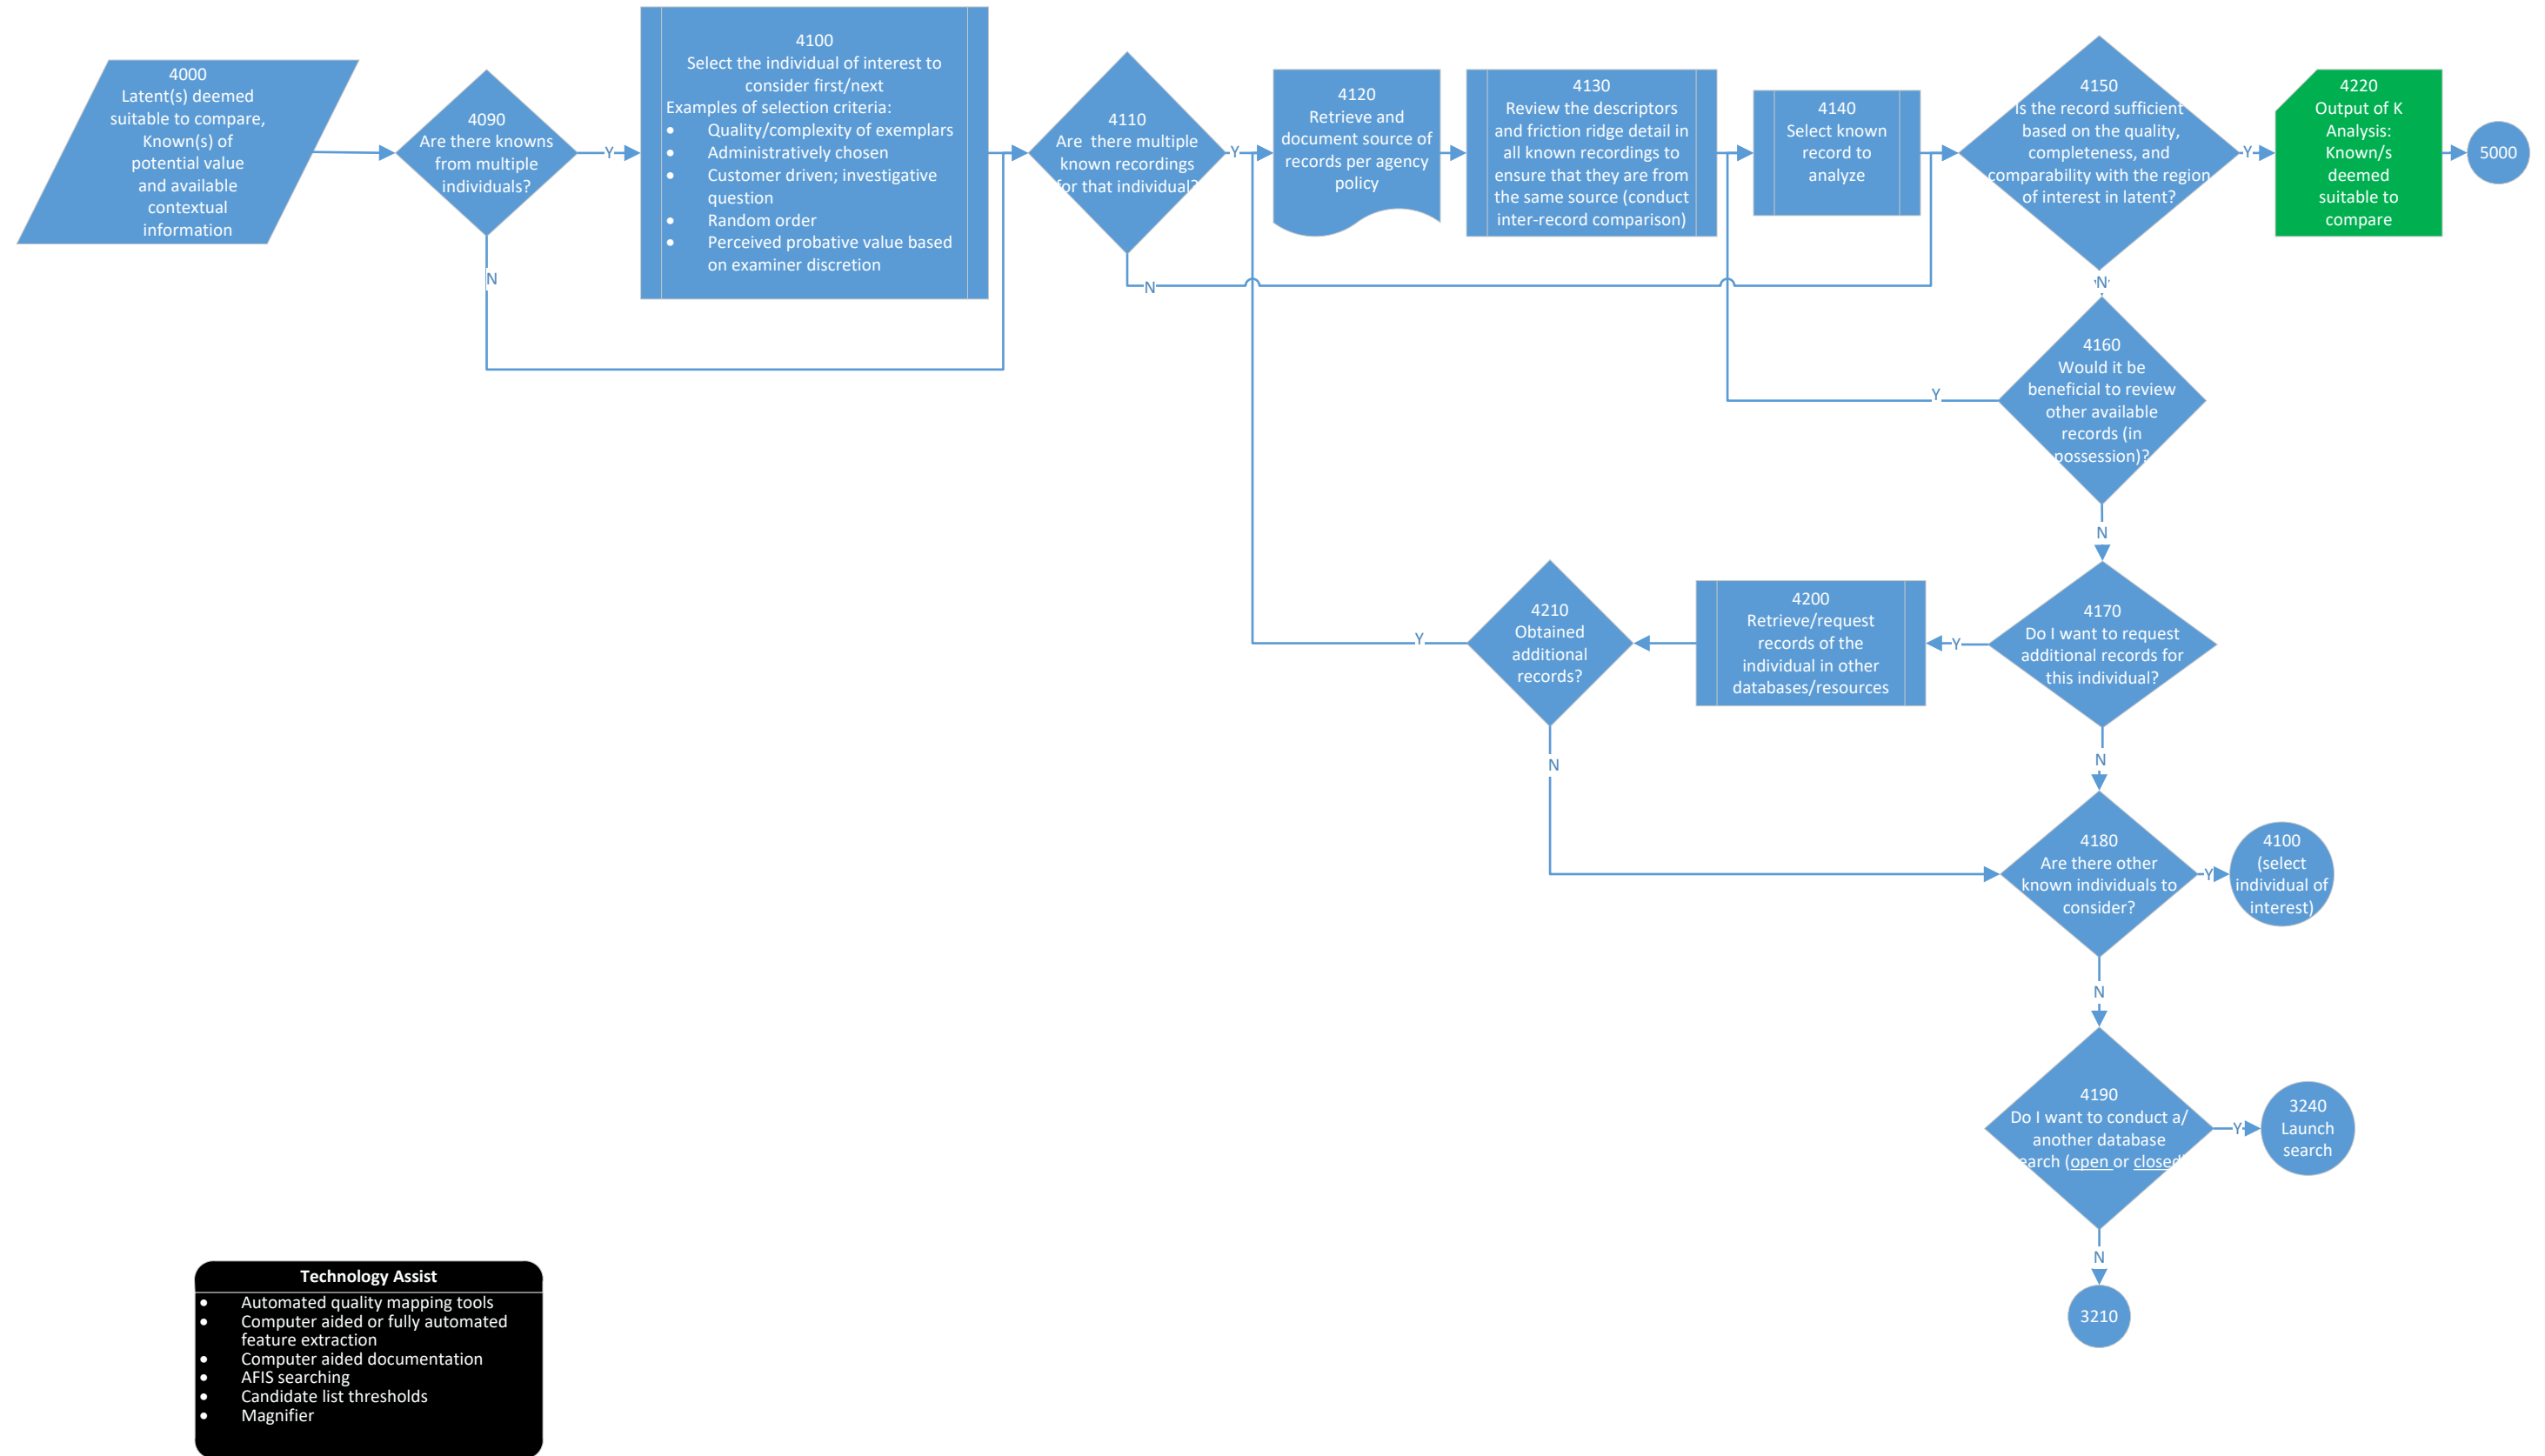 4000
Latent(s) deemed
suitable to compare,
Known(s) of
potential value
and available
contextual
information
4090
Are there knowns
from multiple
individuals?
Y
N
4100
Select the individual of interest to
consider first/next
Examples of selection criteria:
• Quality/complexity of exemplars
• Administratively chosen
• Customer driven; investigative
question
• Random order
• Perceived probative value based
on examiner discretion
4110
Are there multiple
known recordings
for that individual?
Y
N
4120
Retrieve and
document source of
records per agency
policy
4130
Review the descriptors
and friction ridge detail in
all known recordings to
ensure that they are from
the same source (conduct
inter-record comparison)
4140
Select known
record to
analyze
4150
Is the record sufficient
based on the quality,
completeness, and
comparability with the region
of interest in latent?
Y
N
4220
Output of K
Analysis:
Known/s
deemed
suitable to
compare
5000
4160
Would it be
beneficial to review
other available
records (in
possession)?
Y
N
4170
Do I want to request
additional records for
this individual?
Y
N
4200
Retrieve/request
records of the
individual in other
databases/resources
4210
Obtained
additional
records?
Y
N
4180
Are there other
known individuals to
consider?
Y
N
4100
(select
individual of
interest)
4190
Do I want to conduct a/
another database
search (open or closed)
Y
N
3240
Launch
search
3210
Technology Assist
• Automated quality mapping tools
• Computer aided or fully automated
feature extraction
• Computer aided documentation
• AFIS searching
• Candidate list thresholds
• Magnifier